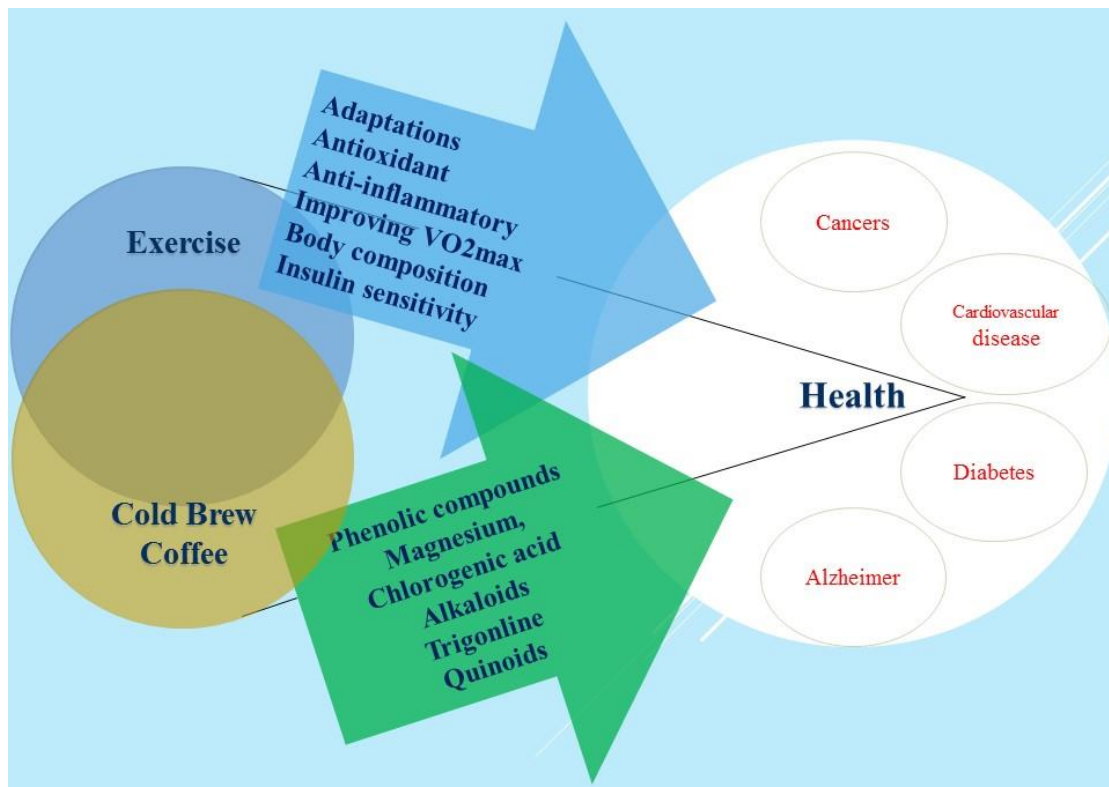 Exercise
Cold Brew
Coffee
Adaptations
Antioxidant
Anti-inflammatory
Improving VO2max
Body composition
Insulin sensitivity
Phenolic compounds
Magnesium,
Chlorogenic acid
Alkaloids
Trigonline
Quinoids
Health
Cancers
Cardiovascular
disease
Diabetes
Alzheimer